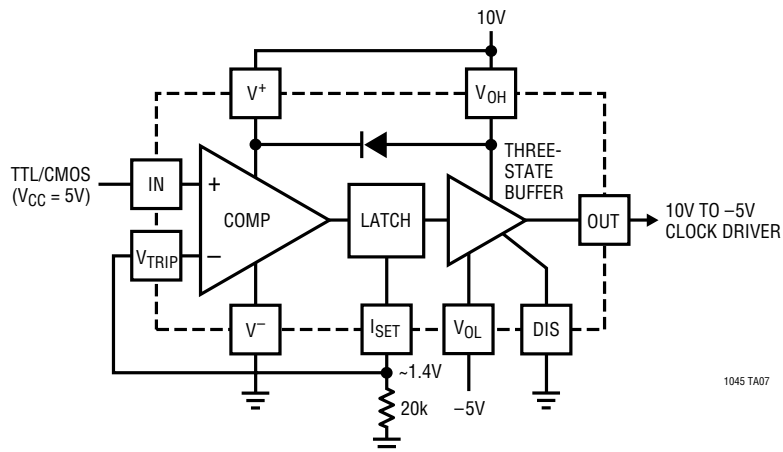 10V
V+
VOH
TTL/CMOS
(VCC = 5V)
IN
+
COMP
LATCH
THREE-
STATE
BUFFER
OUT
10V TO –5V
CLOCK DRIVER
VTRIP
–
V–
ISET
VOL
DIS
~1.4V
20k
–5V
1045 TA07